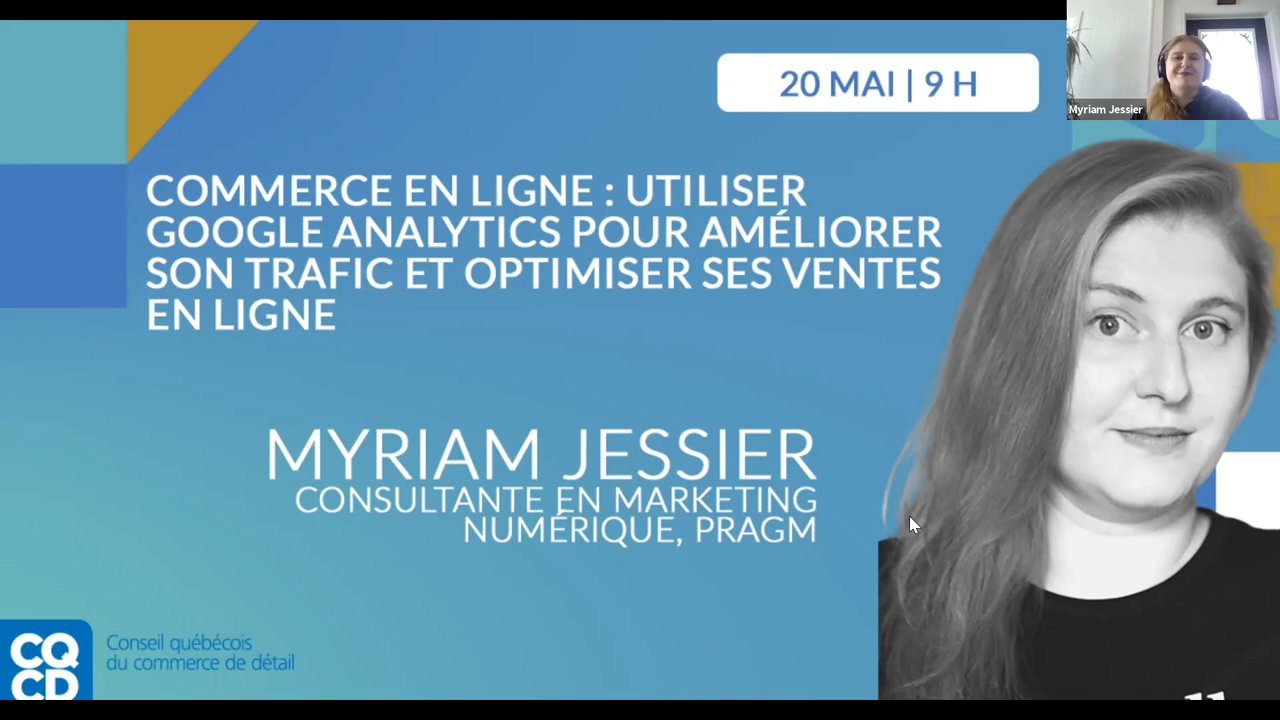 20 MAI | 9 H
Myriam Jessier
COMMERCE EN LIGNE : UTILISER
GOOGLE ANALYTICS POUR AMÉLIORER
SON TRAFIC ET OPTIMISER SES VENTES
EN LIGNE
MYRIAM JESSIER
CONSULTANTE EN MARKETING
NUMÉRIQUE, PRAGM
CQ
CD
Conseil québécois
du commerce de détail